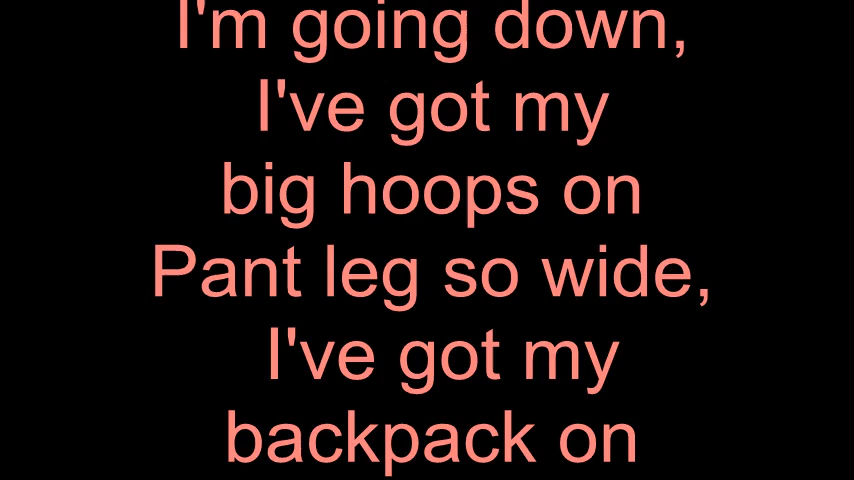 I'm going down,
I've got my
big hoops on
Pant leg so wide,
I've got my
backpack on